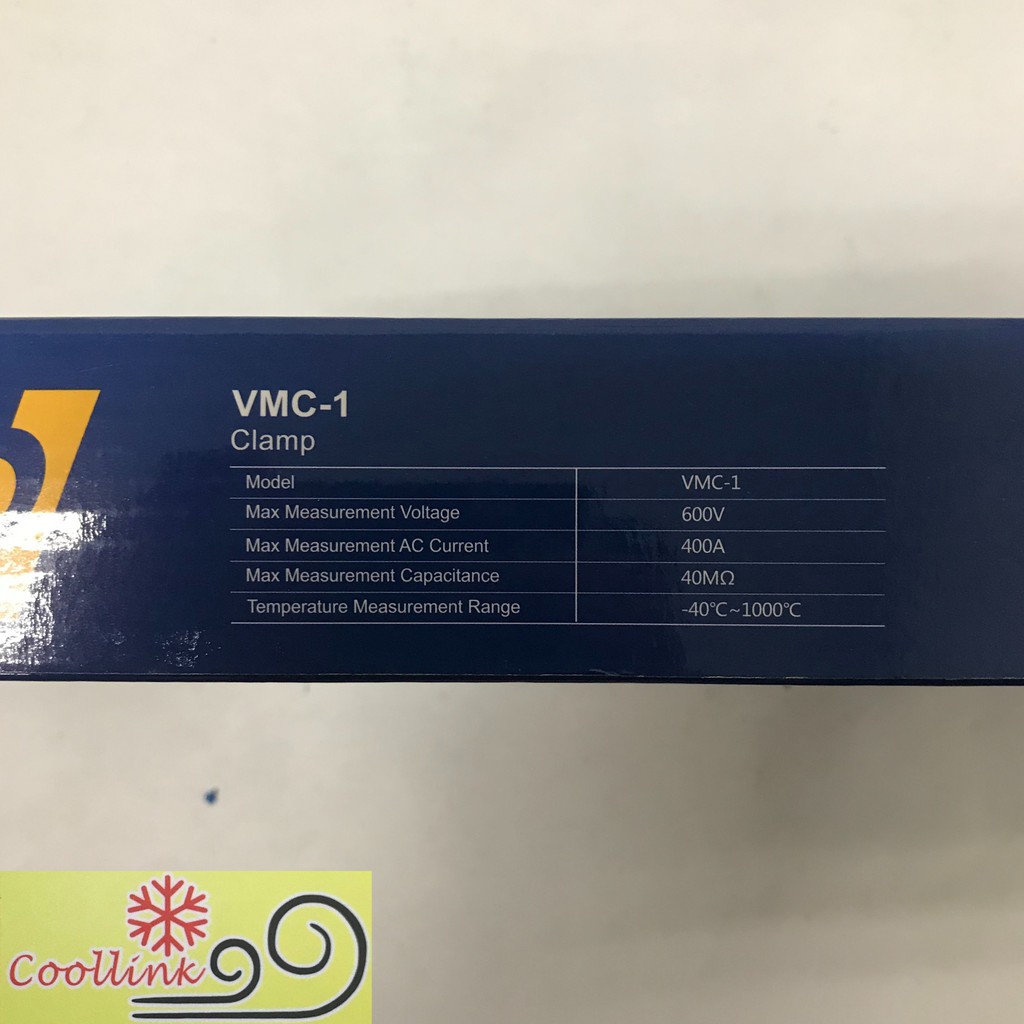 VMC-1
Clamp
Model VMC-1
Max Measurement Voltage 600V
Max Measurement AC Current 400A
Max Measurement Capacitance 40MΩ
Temperature Measurement Range -40℃~1000℃
Coollink